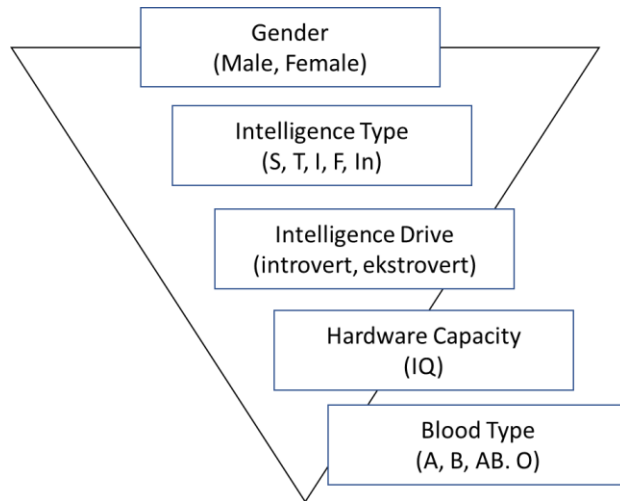 Gender
(Male, Female)
Intelligence Type
(S, T, I, F, In)
Intelligence Drive
(introvert, ekstrovert)
Hardware Capacity
(IQ)
Blood Type
(A, B, AB. O)